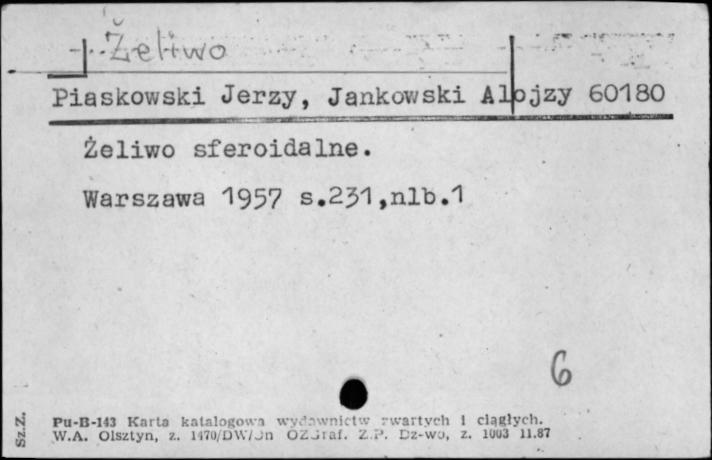 Żeliwo
Piaskowski Jerzy, Jankowski Alojzy 60180
Żeliwo sferoidalne.
Warszawa 1957 s.231,nlb.1
6
Sz.Z.
Pu-B-143 Karta katalogowa wydawnictw zwartych i ciągłych.
W.A. Olsztyn, z. 1470/DW/Jn OZGraf. Z.P. Dz-wo, z. 1003 11.87